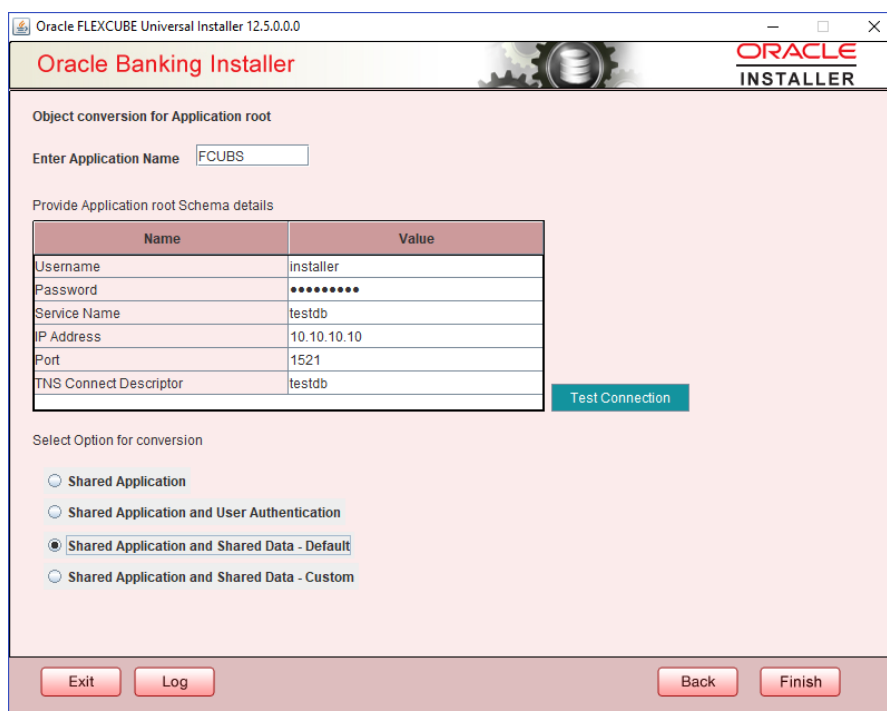 Oracle FLEXCUBE Universal Installer 12.5.0.0.0
Oracle Banking Installer
ORACLE
INSTALLER
Object conversion for Application root
Enter Application Name FCUBS
Provide Application root Schema details
Name Value
Username installer
Password •••••••••
Service Name testdb
IP Address 10.10.10.10
Port 1521
TNS Connect Descriptor testdb
Test Connection
Select Option for conversion
Shared Application
Shared Application and User Authentication
Shared Application and Shared Data - Default
Shared Application and Shared Data - Custom
Exit Log Back Finish